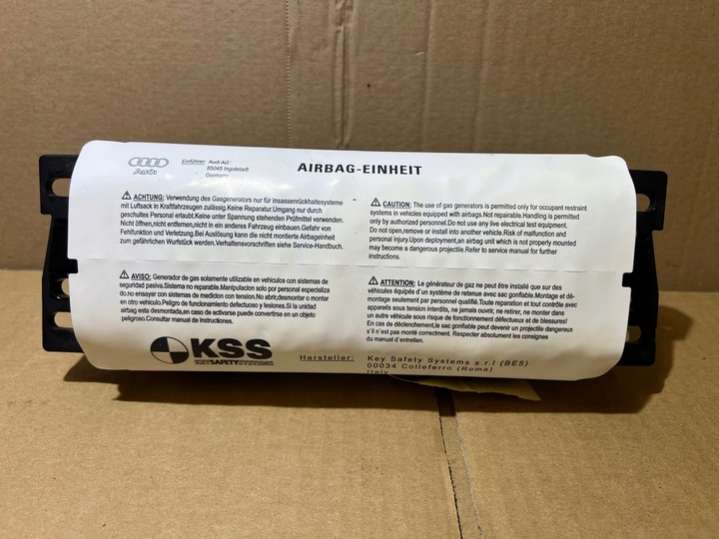 Audi
Einführer: Audi AG
85045 Ingolstadt
Germany
AIRBAG-EINHEIT
ACHTUNG: Verwendung des Gasgenerators nur für Insassenrückhaltesysteme
mit Luftsack in Kraftfahrzeugen zulässig.Keine Reparatur.Umgang nur durch
geschultes Personal erlaubt.Keine unter Spannung stehenden Prüfmittel verwenden.
Nicht öffnen,nicht entfernen,nicht in ein anderes Fahrzeug einbauen.Gefahr von
Fehlfunktion und Verletzung.Bei Auslösung kann die nicht montierte Airbageinheit
zum gefährlichen Wurfstück werden.Verhaltensvorschriften siehe Service-Handbuch.
CAUTION: The use of gas generators is permitted only for occupant restraint
systems in vehicles equipped with airbags.Not repairable.Handling is permitted
only by authorized personnel.Do not use any live electrical test equipment.
Do not open,remove or install into another vehicle.Risk of malfunction and
personal injury.Upon deployment,an airbag unit which is not properly mounted
may become a dangerous projectile.Refer to service manual for further
instructions.
AVISO: Generador de gas solamente utilizable en vehículos con sistemas de
seguridad pasiva.Sistema no reparable.Manipulacion solo por personal especializa
do.no ensayar con sistemas de medición con tension.No abrir,desmontar o montar
en otro vehículo.Peligro de funcionamiento defectuoso y lesiones.Si la unidad
airbag esta desmontada,en caso de activarse puede convertirse en un objeto
peligroso.Consultar manual de Instrucciones.
ATTENTION: Le générateur de gaz ne peut être installé que sur des
véhicules équipés d'un système de retenue avec sac gonflable.Montage et dé-
montage seulement par personnel qualifié.Toute réparation et tout contrôle avec
appareils sous tension interdits, ne jamais ouvrir, ne retirer, ne monter dans
un autre véhicule sous risque de fonctionnement défectueux et de blessures!
En cas de déclenchement,le sac gonflable peut devenir un projectile dangereux
s'il n'est pas monté correctement. Respecter absolument les consignes
du manuel d'entretien.
KSS
KEY SAFETY SYSTEMS
Hersteller:
Key Safety Systems s.r.l (BES)
00034 Colleferro (Roma)
Italy